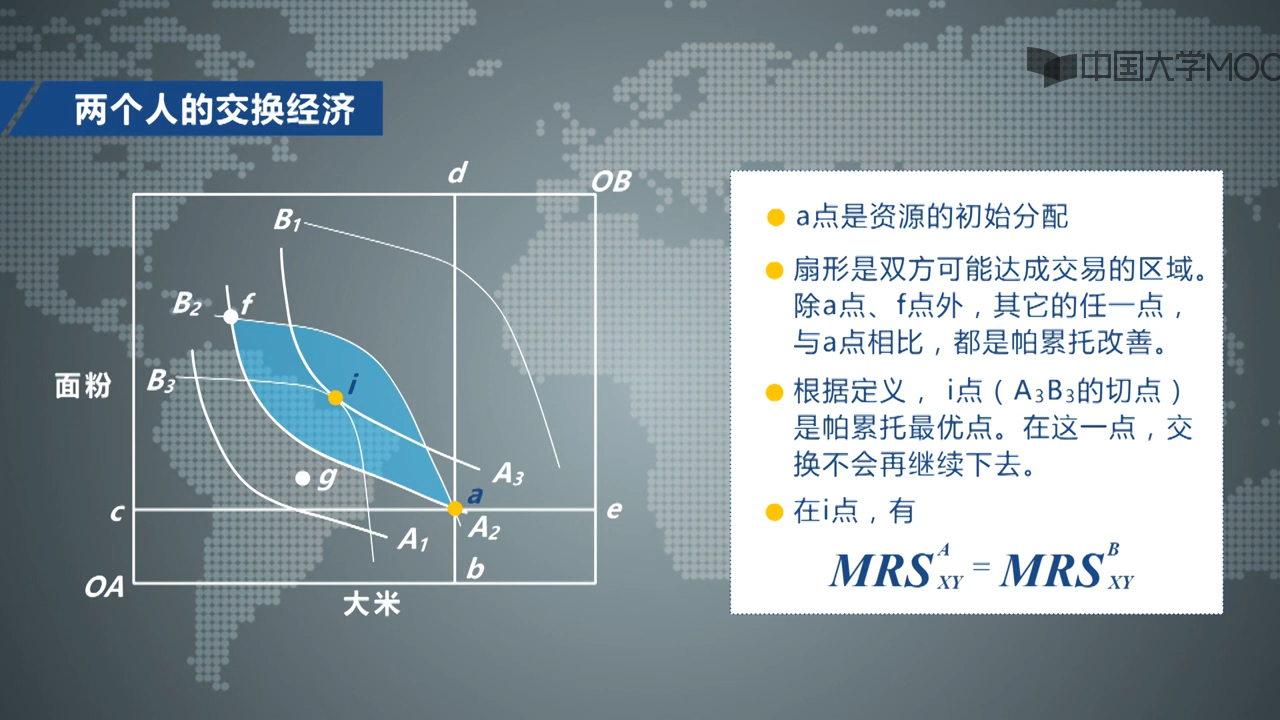 中国大学MOO
两个人的交换经济
d
OB
B1
B2
f
B3
i
面粉
g
A3
a
c
e
A1
A2
b
OA
大米
a点是资源的初始分配
扇形是双方可能达成交易的区域。
除a点、f点外，其它的任一点，
与a点相比，都是帕累托改善。
根据定义， i点（A₃B₃的切点）
是帕累托最优点。在这一点，交
换不会再继续下去。
在i点，有
MRS^A_XY = MRS^B_XY